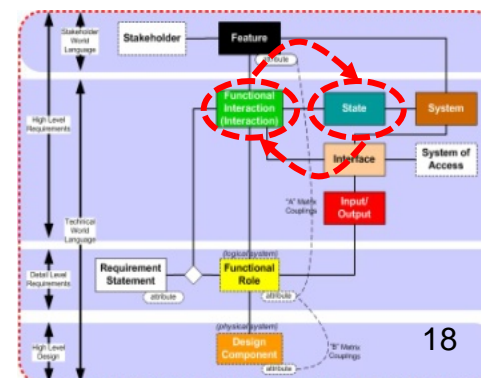 Stakeholder
World
Language
Stakeholder
Feature
attribute
High Level
Requirements
Functional
Interaction
(Interaction)
State
System
Interface
System of
Access
"A" Matrix
Couplings
Input/
Output
Technical
World
Language
(logical system)
Detail Level
Requirements
Requirement
Statement
attribute
Functional
Role
attribute
(physical system)
High Level
Design
Design
Component
attribute
"B" Matrix
Couplings
18